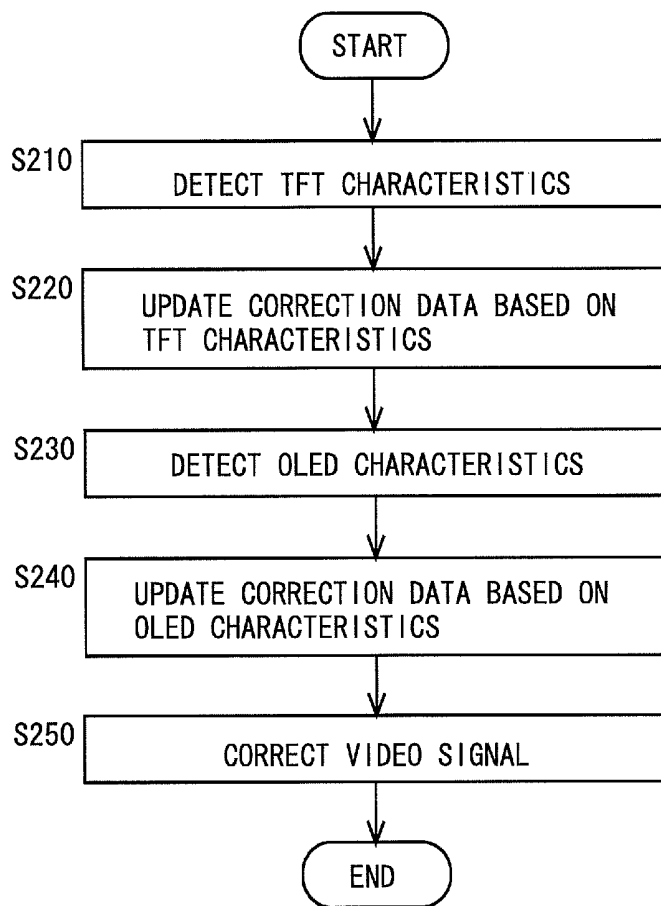 START
S210
DETECT TFT CHARACTERISTICS
S220
UPDATE CORRECTION DATA BASED ON
TFT CHARACTERISTICS
S230
DETECT OLED CHARACTERISTICS
S240
UPDATE CORRECTION DATA BASED ON
OLED CHARACTERISTICS
S250
CORRECT VIDEO SIGNAL
END